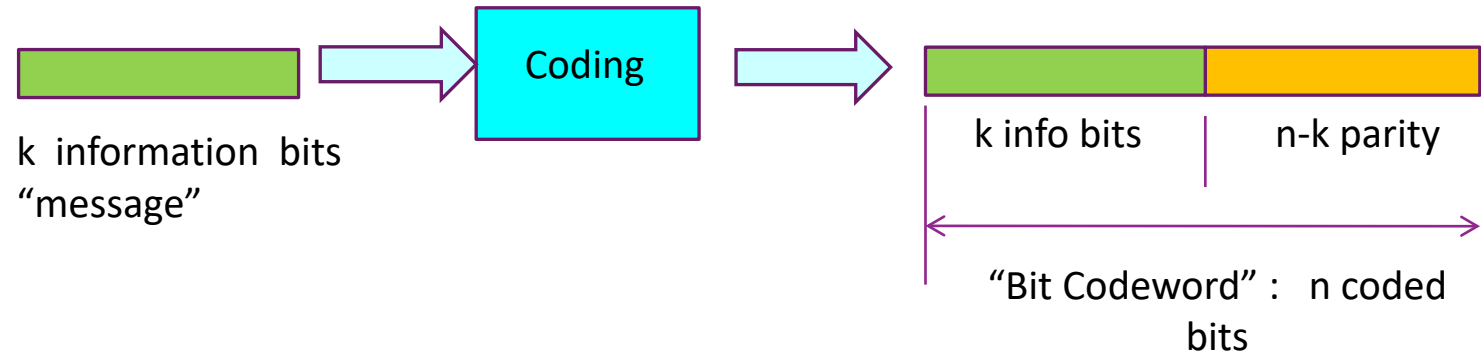 Coding
k information bits
“message”
k info bits
n-k parity
“Bit Codeword” : n coded
bits